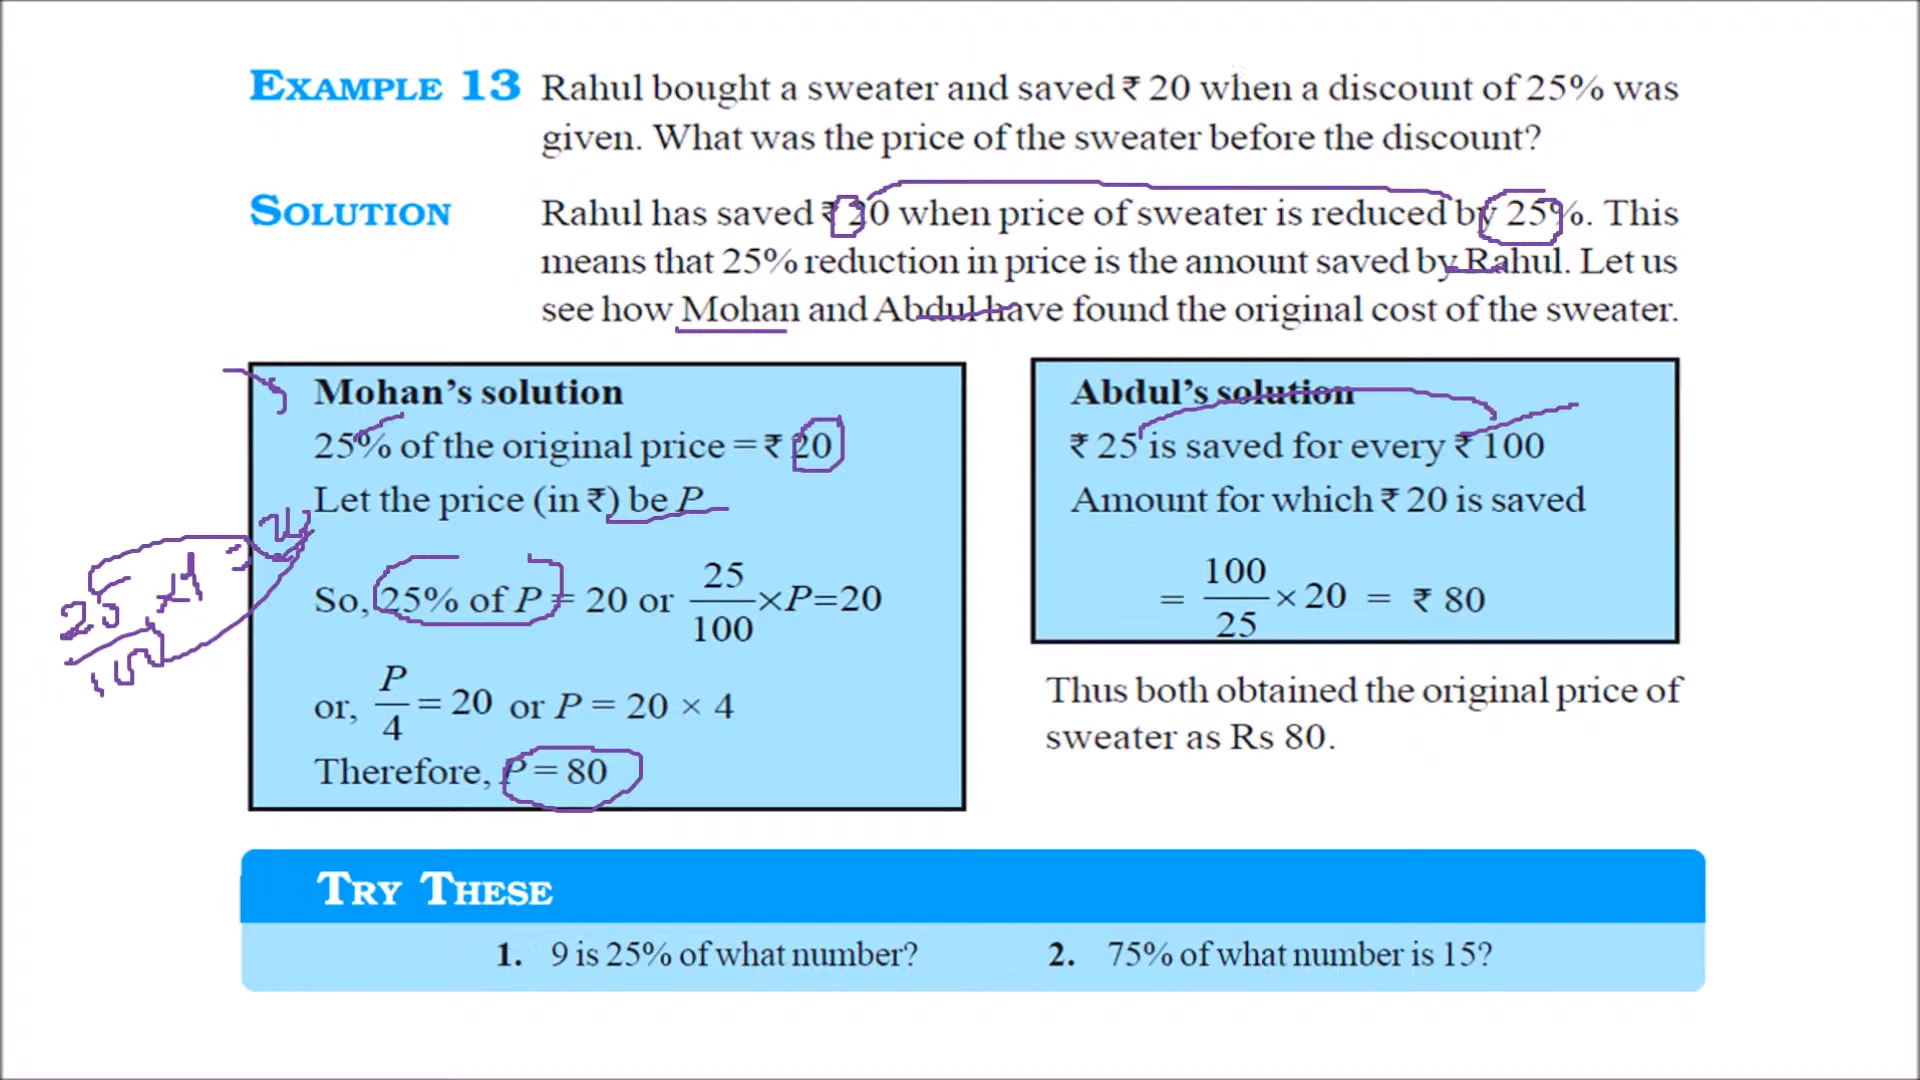 EXAMPLE 13 Rahul bought a sweater and saved ₹ 20 when a discount of 25% was
given. What was the price of the sweater before the discount?
SOLUTION Rahul has saved ₹ 20 when price of sweater is reduced by 25%. This
means that 25% reduction in price is the amount saved by Rahul. Let us
see how Mohan and Abdul have found the original cost of the sweater.
Mohan's solution
25% of the original price = ₹ 20
Let the price (in ₹) be P
So, 25% of P = 20 or 25/100 × P = 20
or, P/4 = 20 or P = 20 × 4
Therefore, P = 80
Abdul's solution
₹ 25 is saved for every ₹ 100
Amount for which ₹ 20 is saved
= 100/25 × 20 = ₹ 80
Thus both obtained the original price of
sweater as Rs 80.
TRY THESE
1. 9 is 25% of what number?
2. 75% of what number is 15?